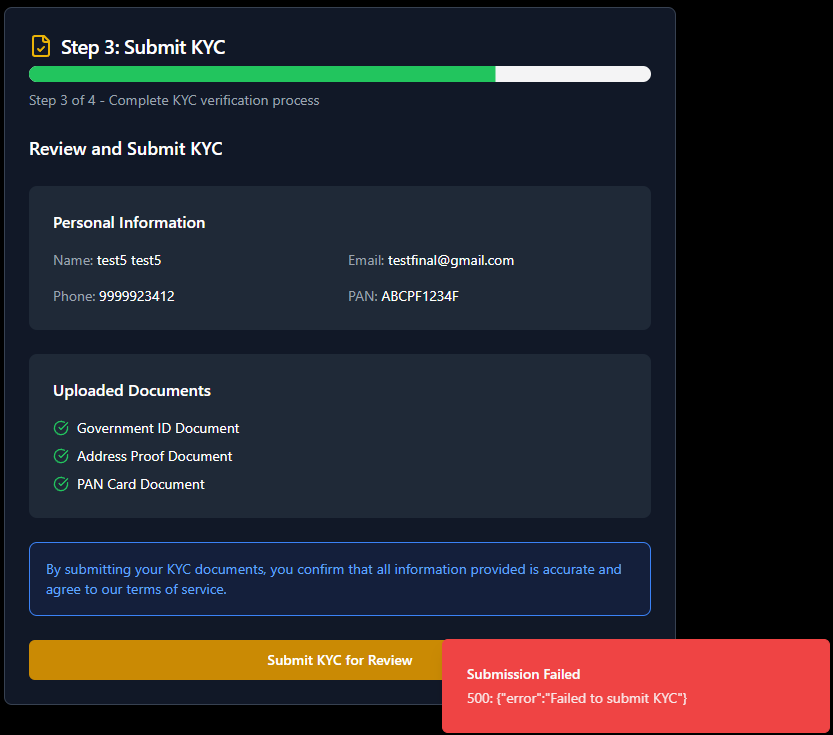 Step 3: Submit KYC
Step 3 of 4 - Complete KYC verification process
Review and Submit KYC
Personal Information
Name: test5 test5
Email: testfinal@gmail.com
Phone: 9999923412
PAN: ABCPF1234F
Uploaded Documents
Government ID Document
Address Proof Document
PAN Card Document
By submitting your KYC documents, you confirm that all information provided is accurate and
agree to our terms of service.
Submit KYC for Review
Submission Failed
500: {"error":"Failed to submit KYC"}